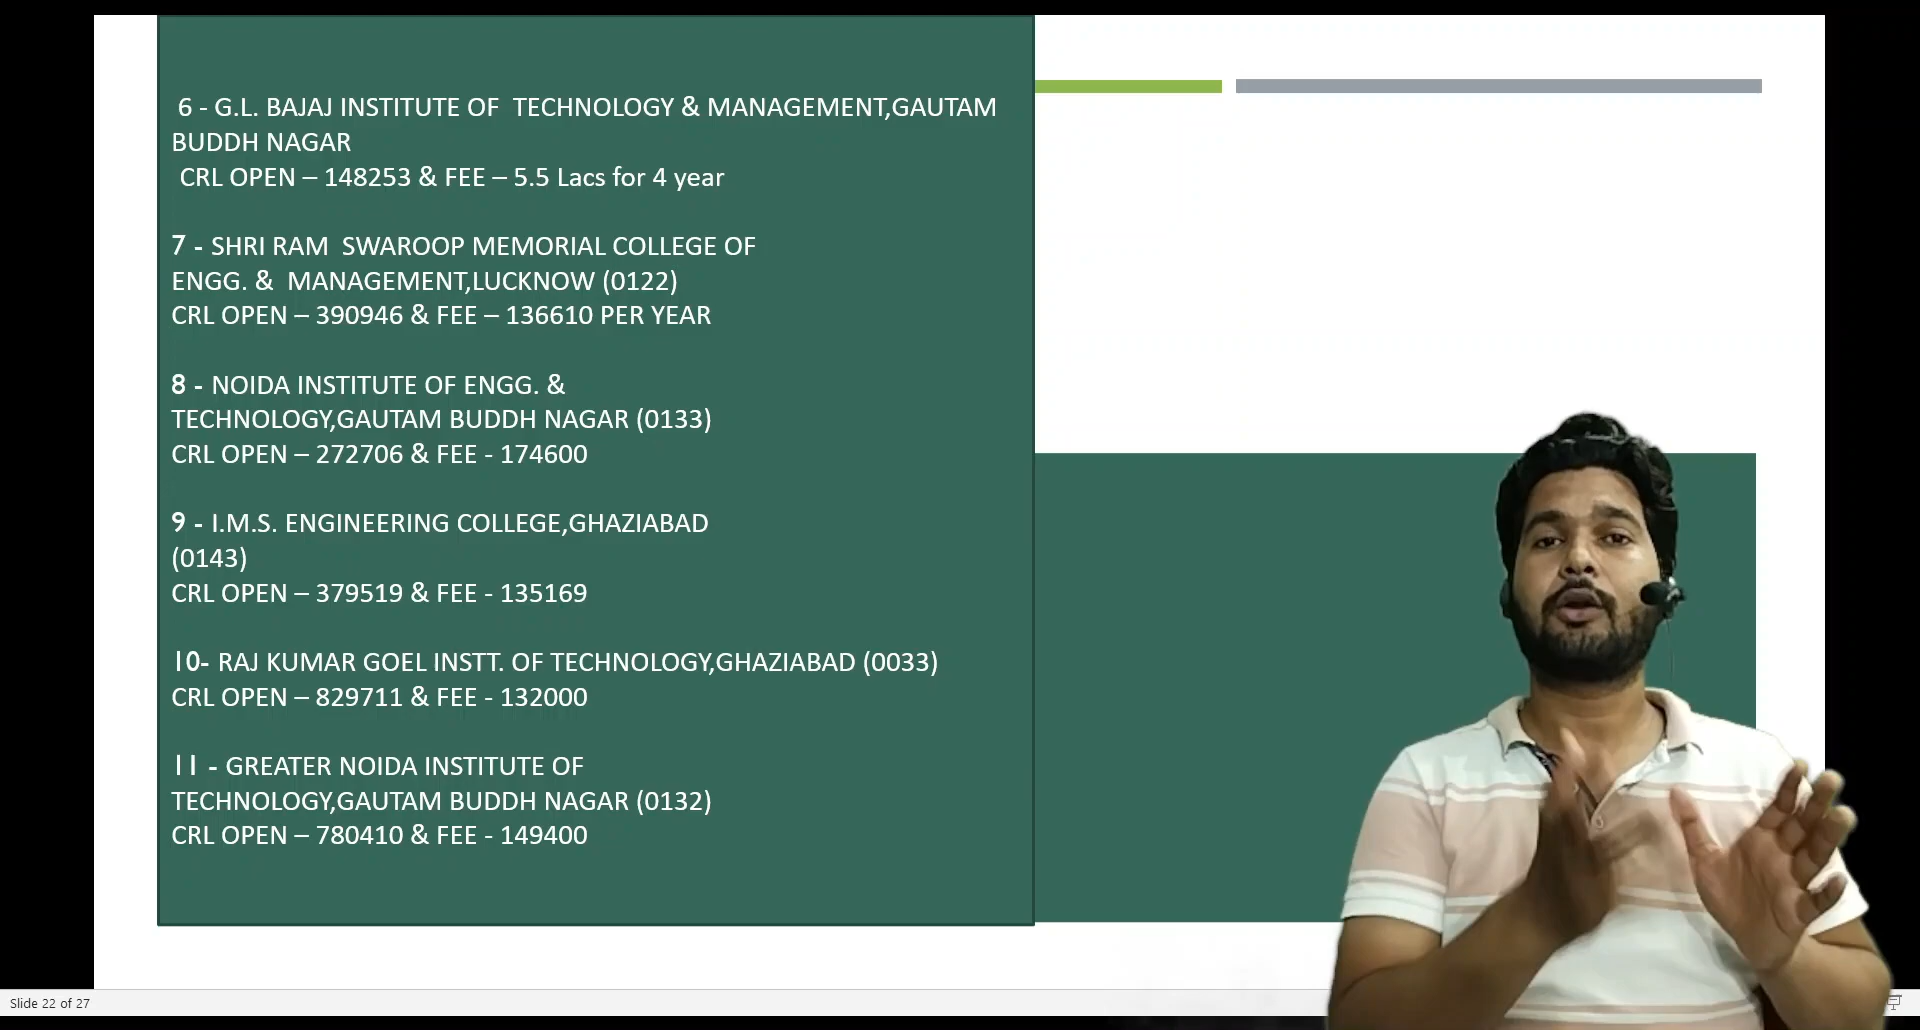 6 - G.L. BAJAJ INSTITUTE OF TECHNOLOGY & MANAGEMENT,GAUTAM
BUDDH NAGAR
CRL OPEN – 148253 & FEE – 5.5 Lacs for 4 year
7 - SHRI RAM SWAROOP MEMORIAL COLLEGE OF
ENGG. & MANAGEMENT,LUCKNOW (0122)
CRL OPEN – 390946 & FEE – 136610 PER YEAR
8 - NOIDA INSTITUTE OF ENGG. &
TECHNOLOGY,GAUTAM BUDDH NAGAR (0133)
CRL OPEN – 272706 & FEE - 174600
9 - I.M.S. ENGINEERING COLLEGE,GHAZIABAD
(0143)
CRL OPEN – 379519 & FEE - 135169
10- RAJ KUMAR GOEL INSTT. OF TECHNOLOGY,GHAZIABAD (0033)
CRL OPEN – 829711 & FEE - 132000
11 - GREATER NOIDA INSTITUTE OF
TECHNOLOGY,GAUTAM BUDDH NAGAR (0132)
CRL OPEN – 780410 & FEE - 149400
Slide 22 of 27